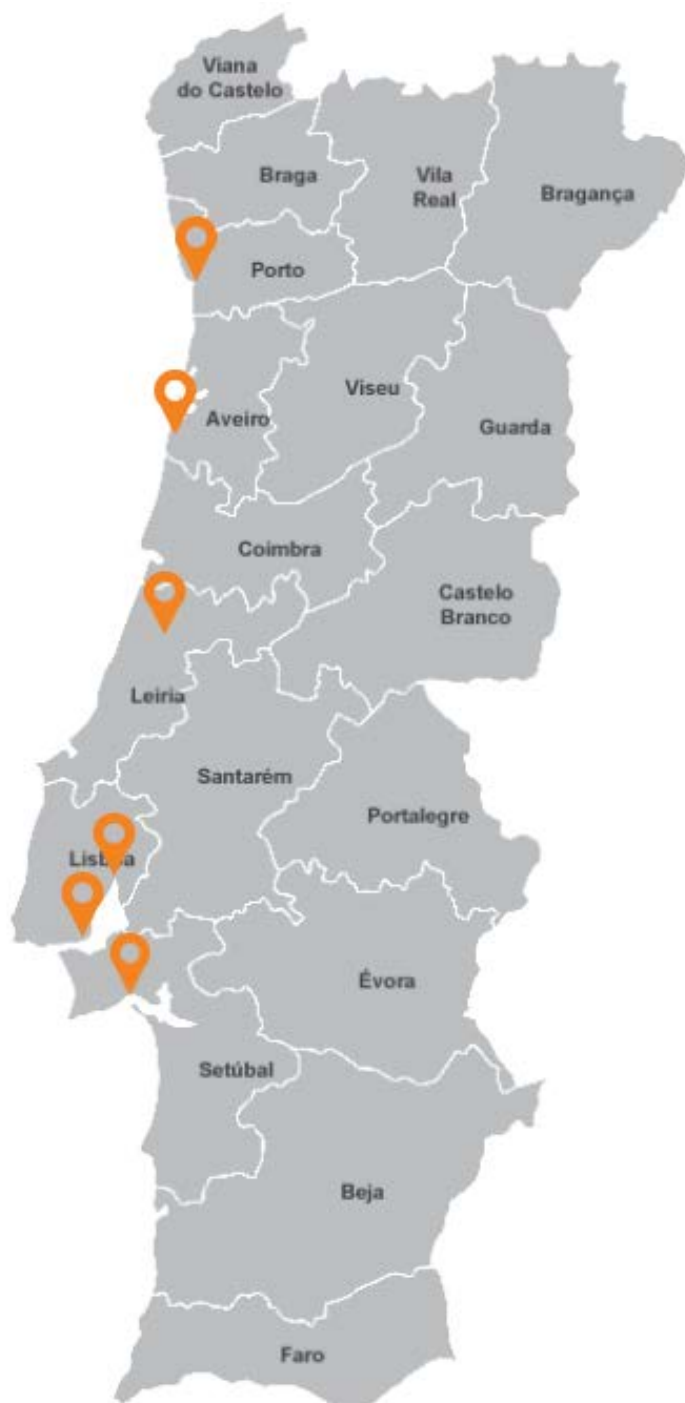 Viana
do Castelo
Braga
Vila
Real
Bragança
Porto
Viseu
Aveiro
Guarda
Coimbra
Castelo
Branco
Leiria
Santarém
Portalegre
Lisboa
Évora
Setúbal
Beja
Faro